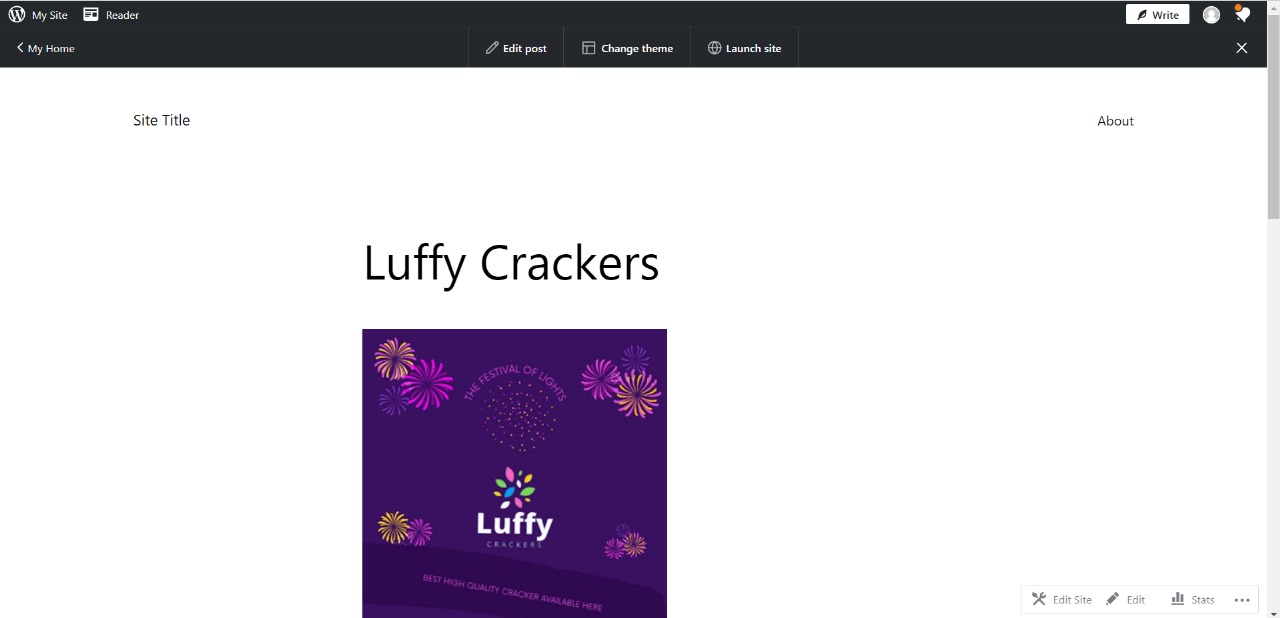 My Site Reader Write
My Home Edit post Change theme Launch site
Site Title About
Luffy Crackers
THE FESTIVAL OF LIGHTS
Luffy
CRACKERS
BEST HIGH QUALITY CRACKER AVAILABLE HERE
Edit Site Edit Stats